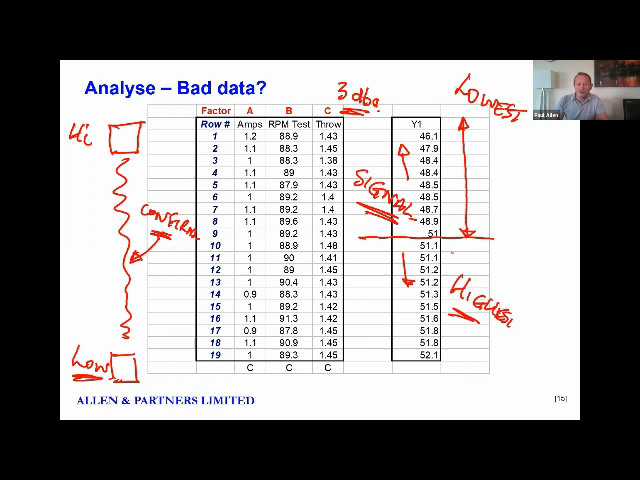 Analyse – Bad data?
3 dba
LOWEST
Paul Allen
Hi
Factor A B C
Row # Amps RPM Test Throw Y1
1 1.2 88.9 1.43 46.1
2 1.1 88.3 1.45 47.9
3 1 88.3 1.38 48.4
4 1.1 89 1.43 48.4
5 1.1 87.9 1.43 48.5
6 1 89.2 1.4 48.5
7 1.1 89.2 1.4 48.7
8 1.1 89.6 1.43 48.9
9 1 89.2 1.43 51
10 1 88.9 1.48 51.1
11 1 90 1.41 51.1
12 1 89 1.45 51.2
13 1 90.4 1.43 51.2
14 0.9 88.3 1.43 51.3
15 1 89.2 1.42 51.5
16 1.1 91.3 1.42 51.6
17 0.9 87.8 1.45 51.8
18 1.1 90.9 1.45 51.8
19 1 89.3 1.45 52.1
C C C
CONFIRM
SIGNAL
HIGHEST
Low
ALLEN & PARTNERS LIMITED
[15]